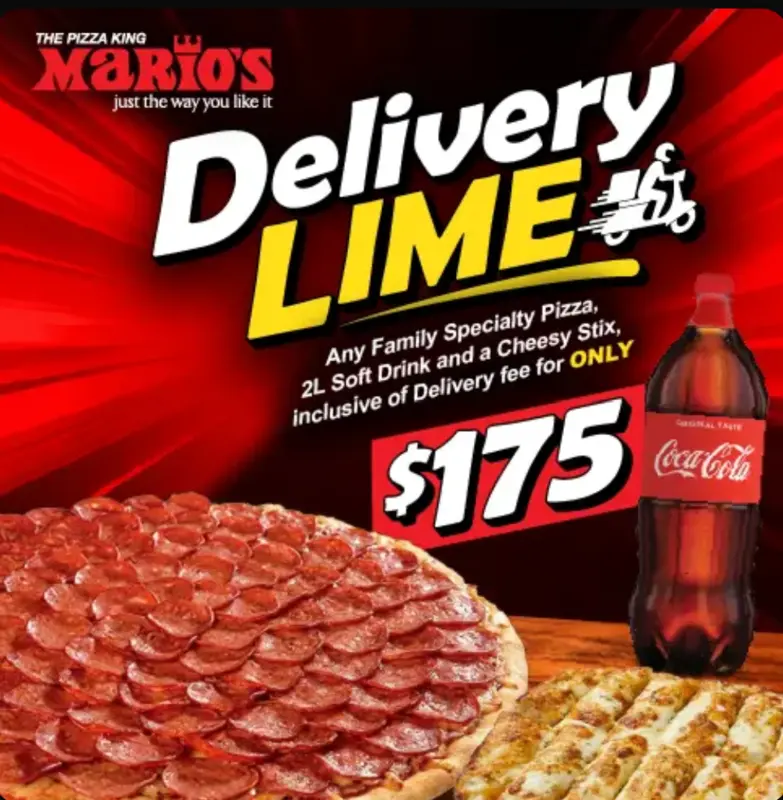 THE PIZZA KING
MARIO'S
just the way you like it
Delivery
LIME
Any Family Specialty Pizza,
2L Soft Drink and a Cheesy Stix,
inclusive of Delivery fee for ONLY
$175
ORIGINAL TASTE
Coca-Cola